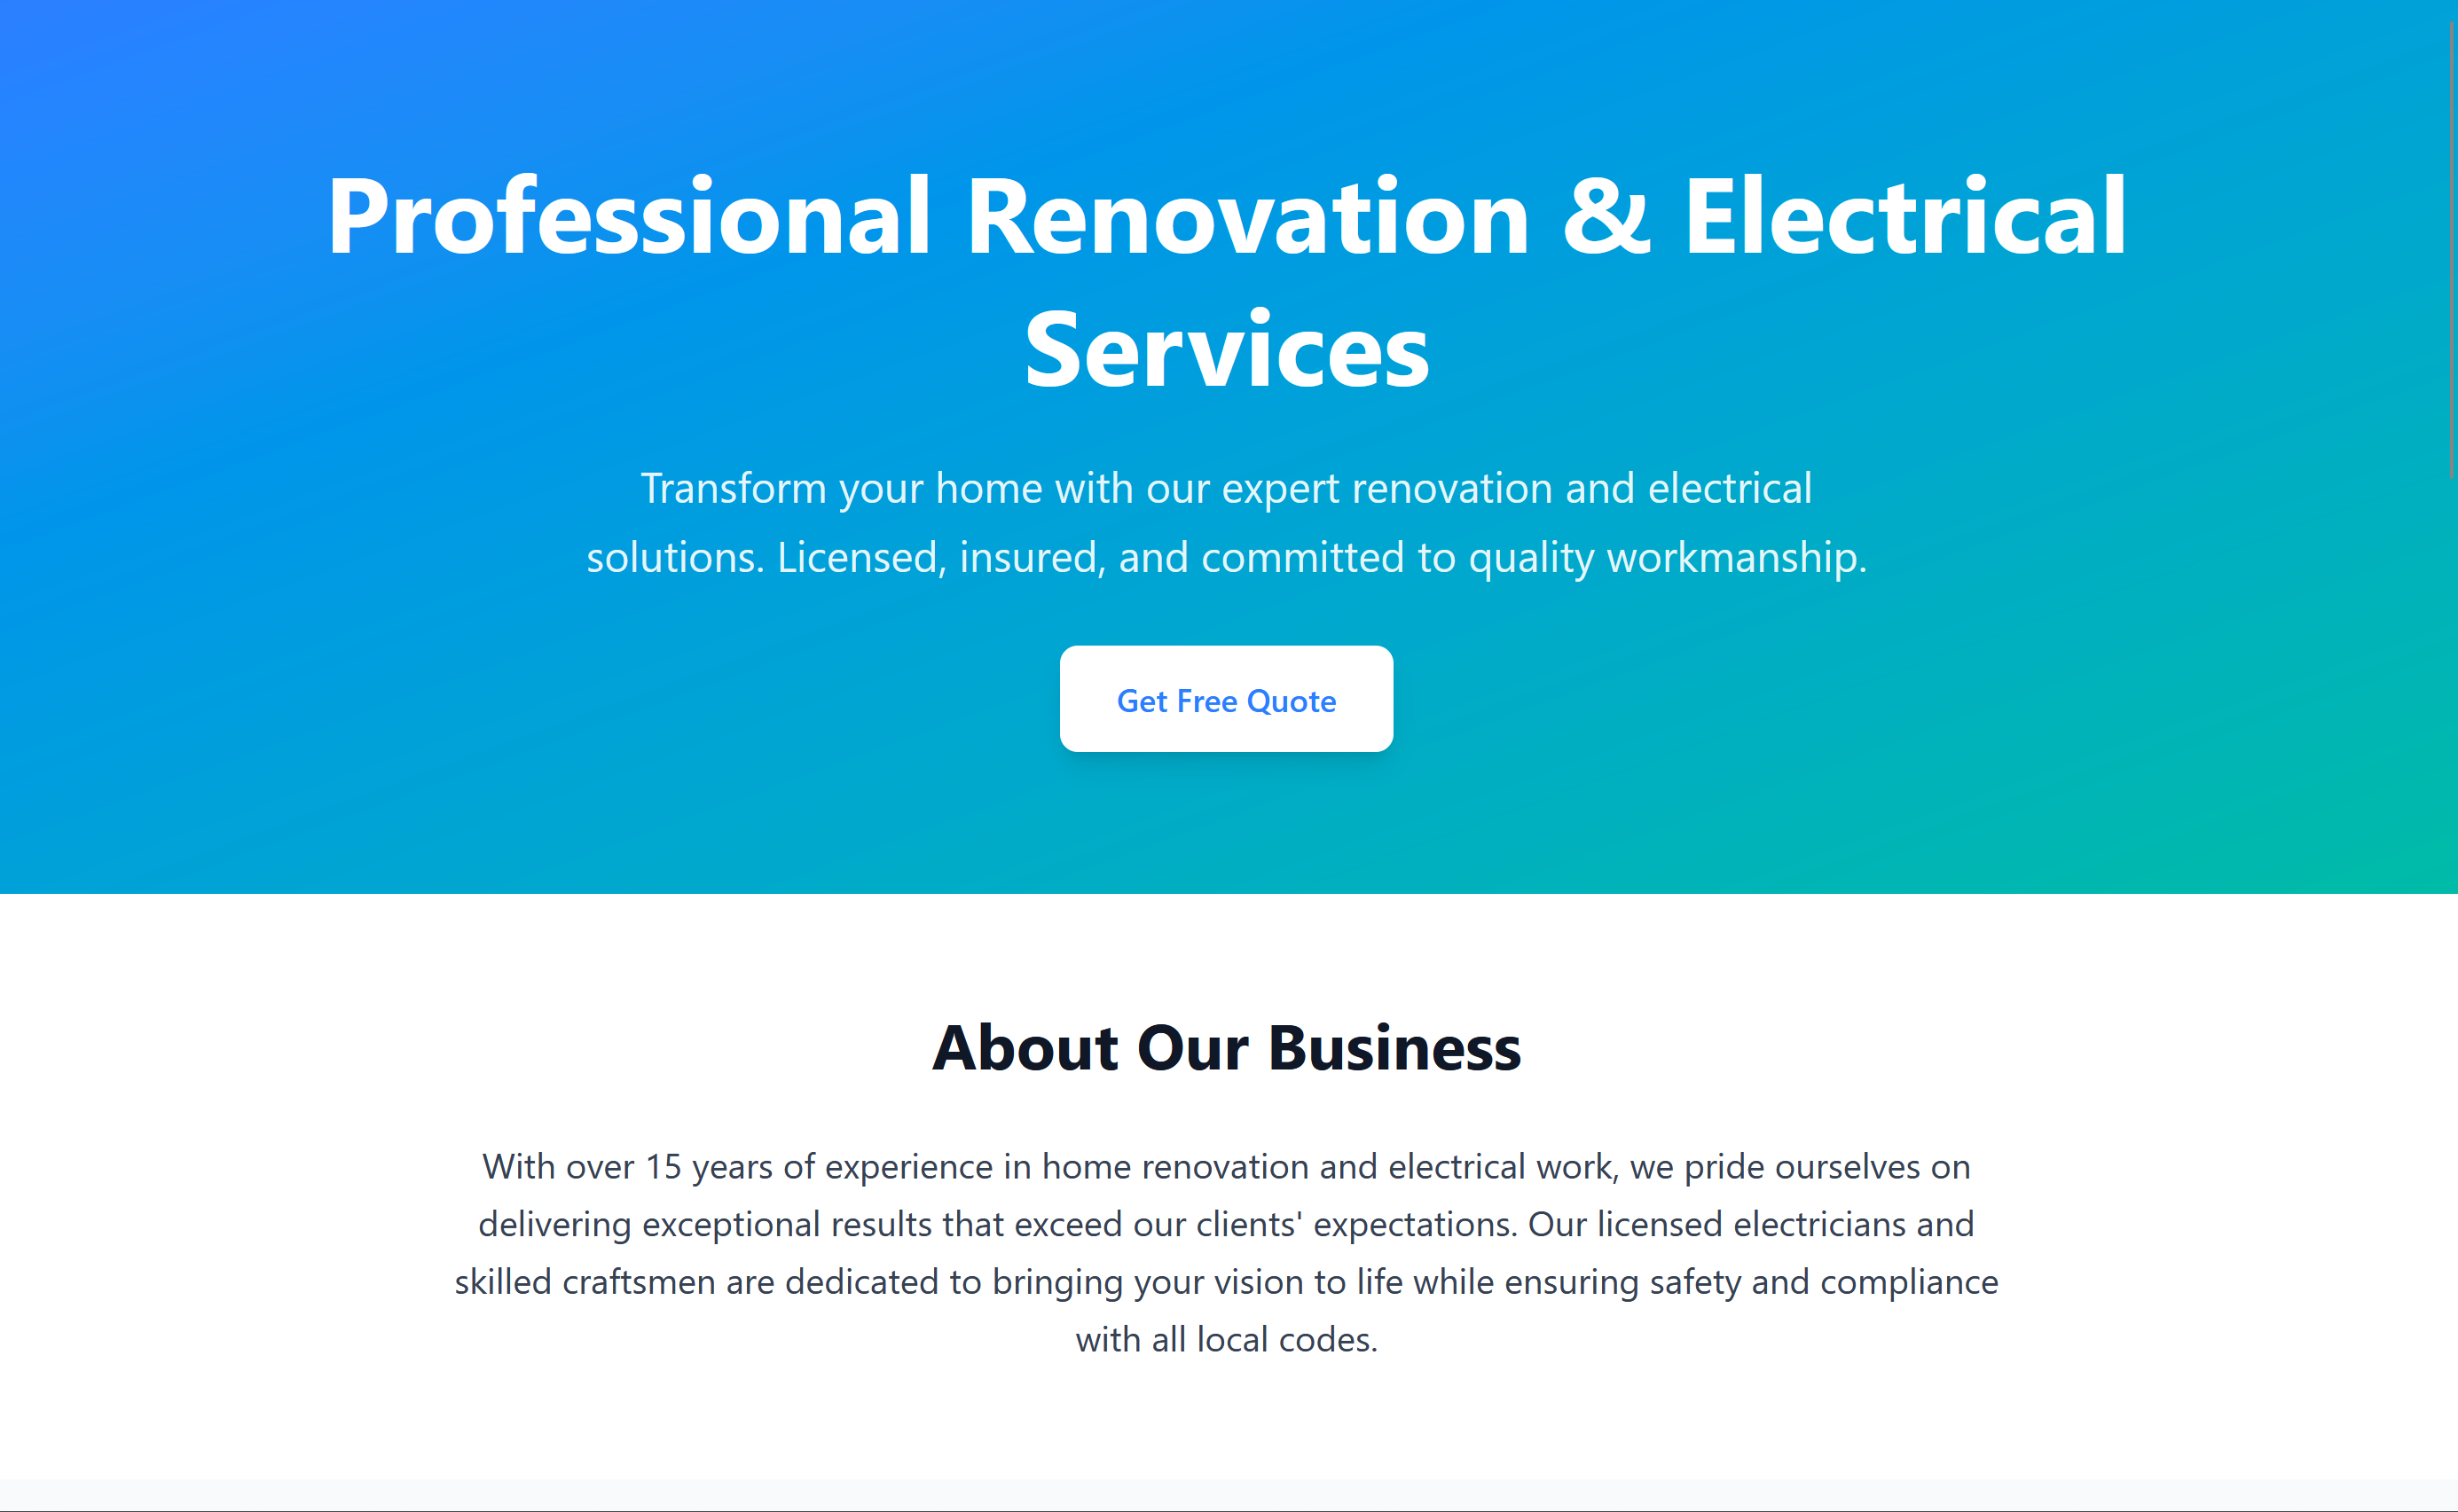 Professional Renovation & Electrical
Services
Transform your home with our expert renovation and electrical
solutions. Licensed, insured, and committed to quality workmanship.
Get Free Quote
About Our Business
With over 15 years of experience in home renovation and electrical work, we pride ourselves on
delivering exceptional results that exceed our clients' expectations. Our licensed electricians and
skilled craftsmen are dedicated to bringing your vision to life while ensuring safety and compliance
with all local codes.